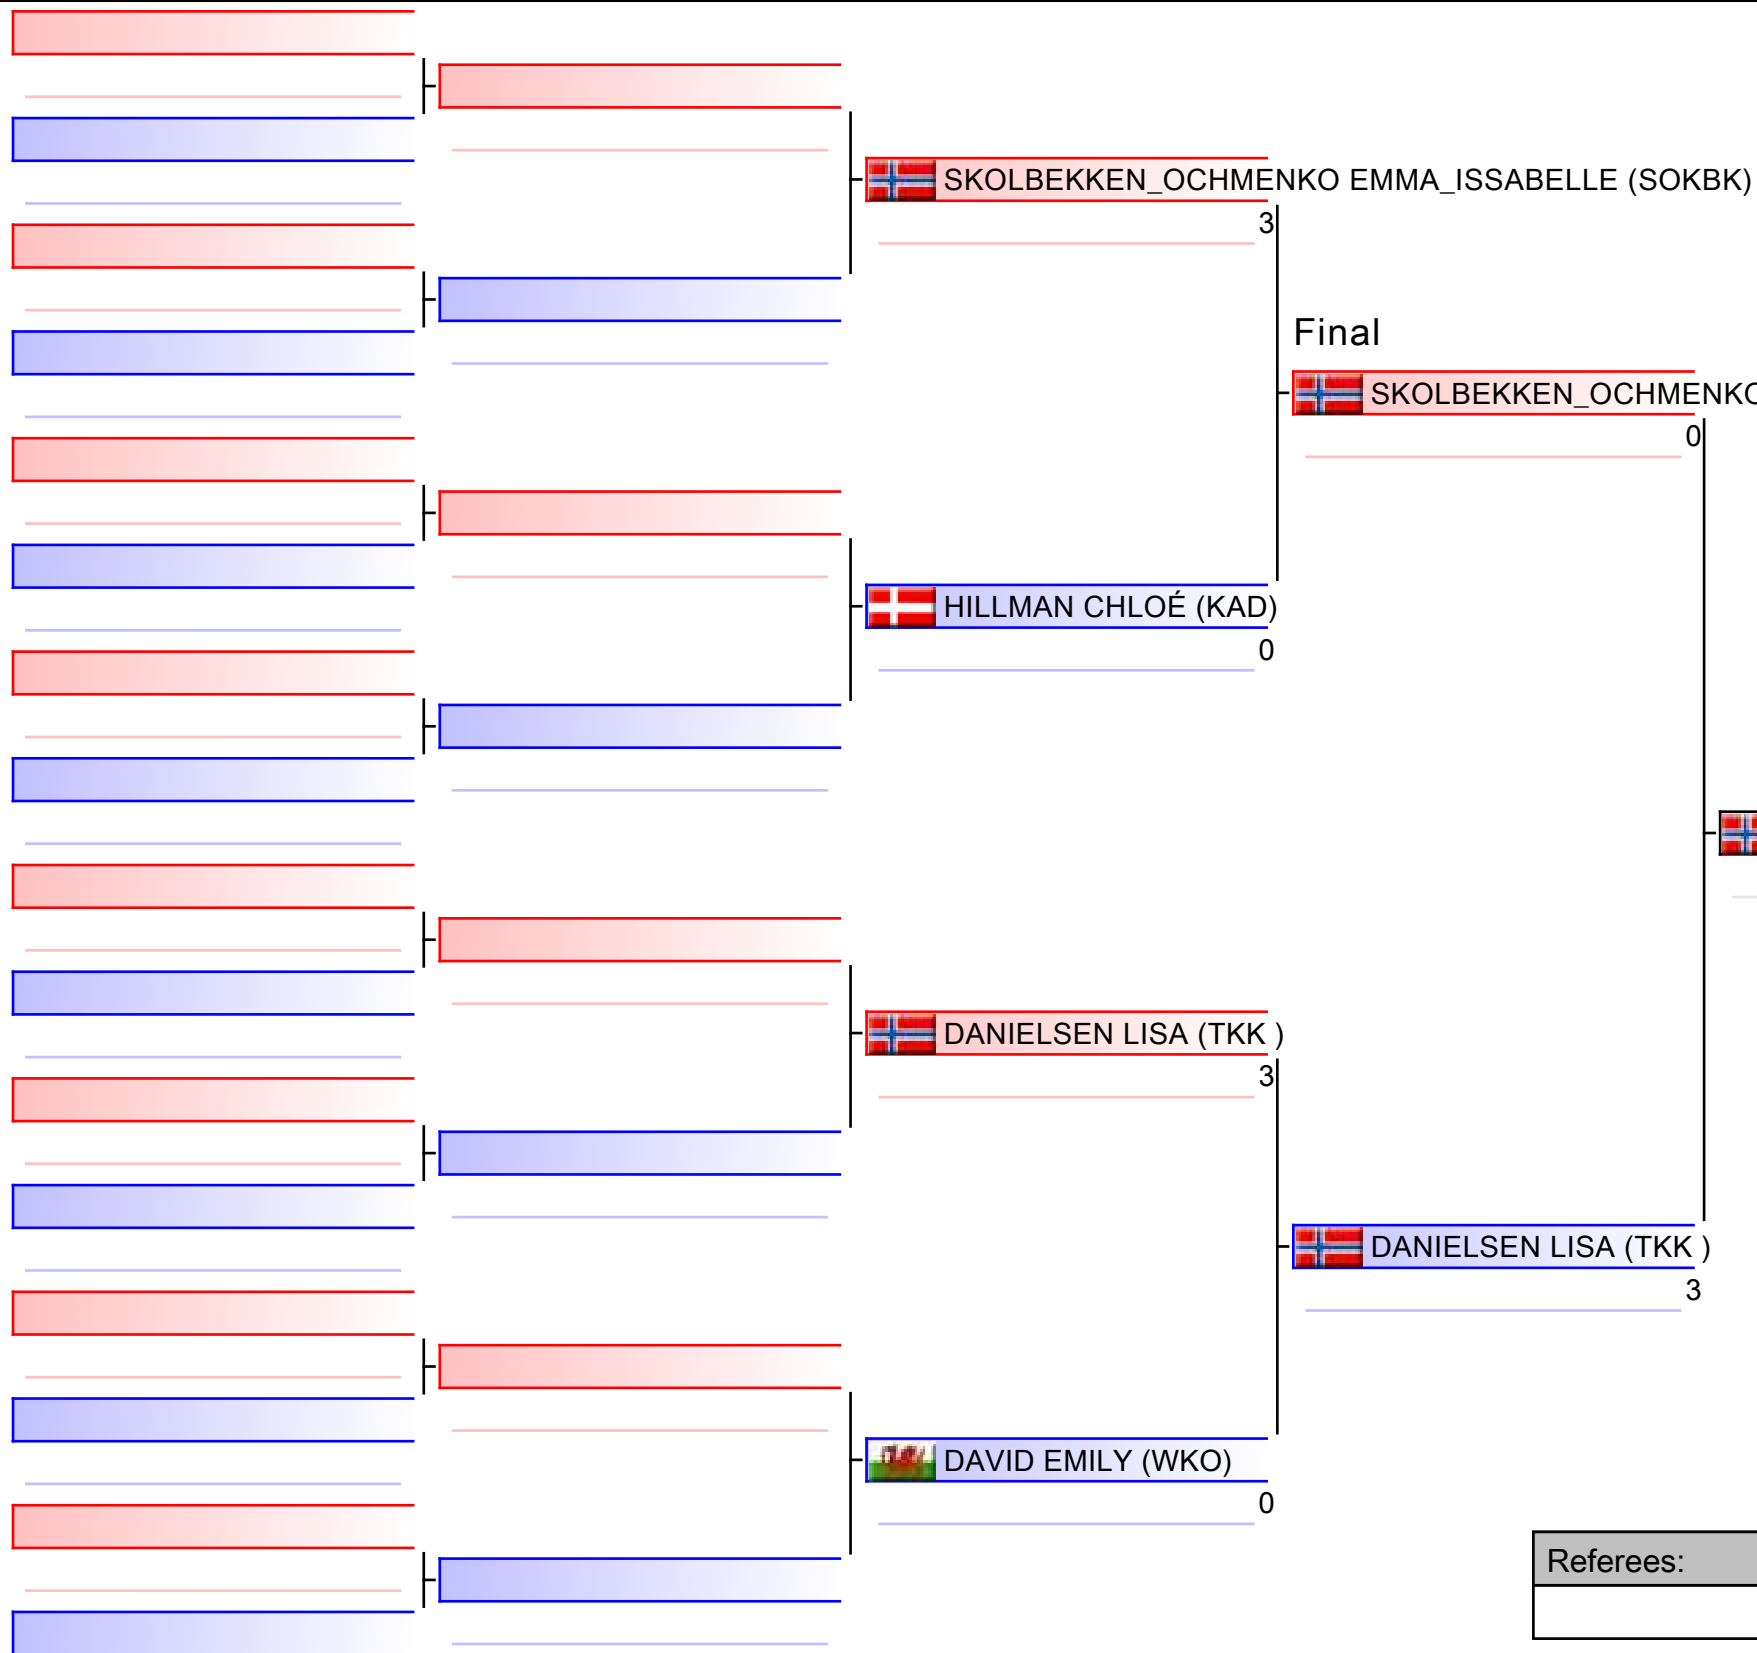 SKOLBEKKEN_OCHMENKO EMMA_ISSABELLE (SOKBK)
3
Final
SKOLBEKKEN_OCHMENKO
0
HILLMAN CHLOÉ (KAD)
0
DANIELSEN LISA (TKK )
3
DANIELSEN LISA (TKK )
3
DAVID EMILY (WKO)
0
Referees: